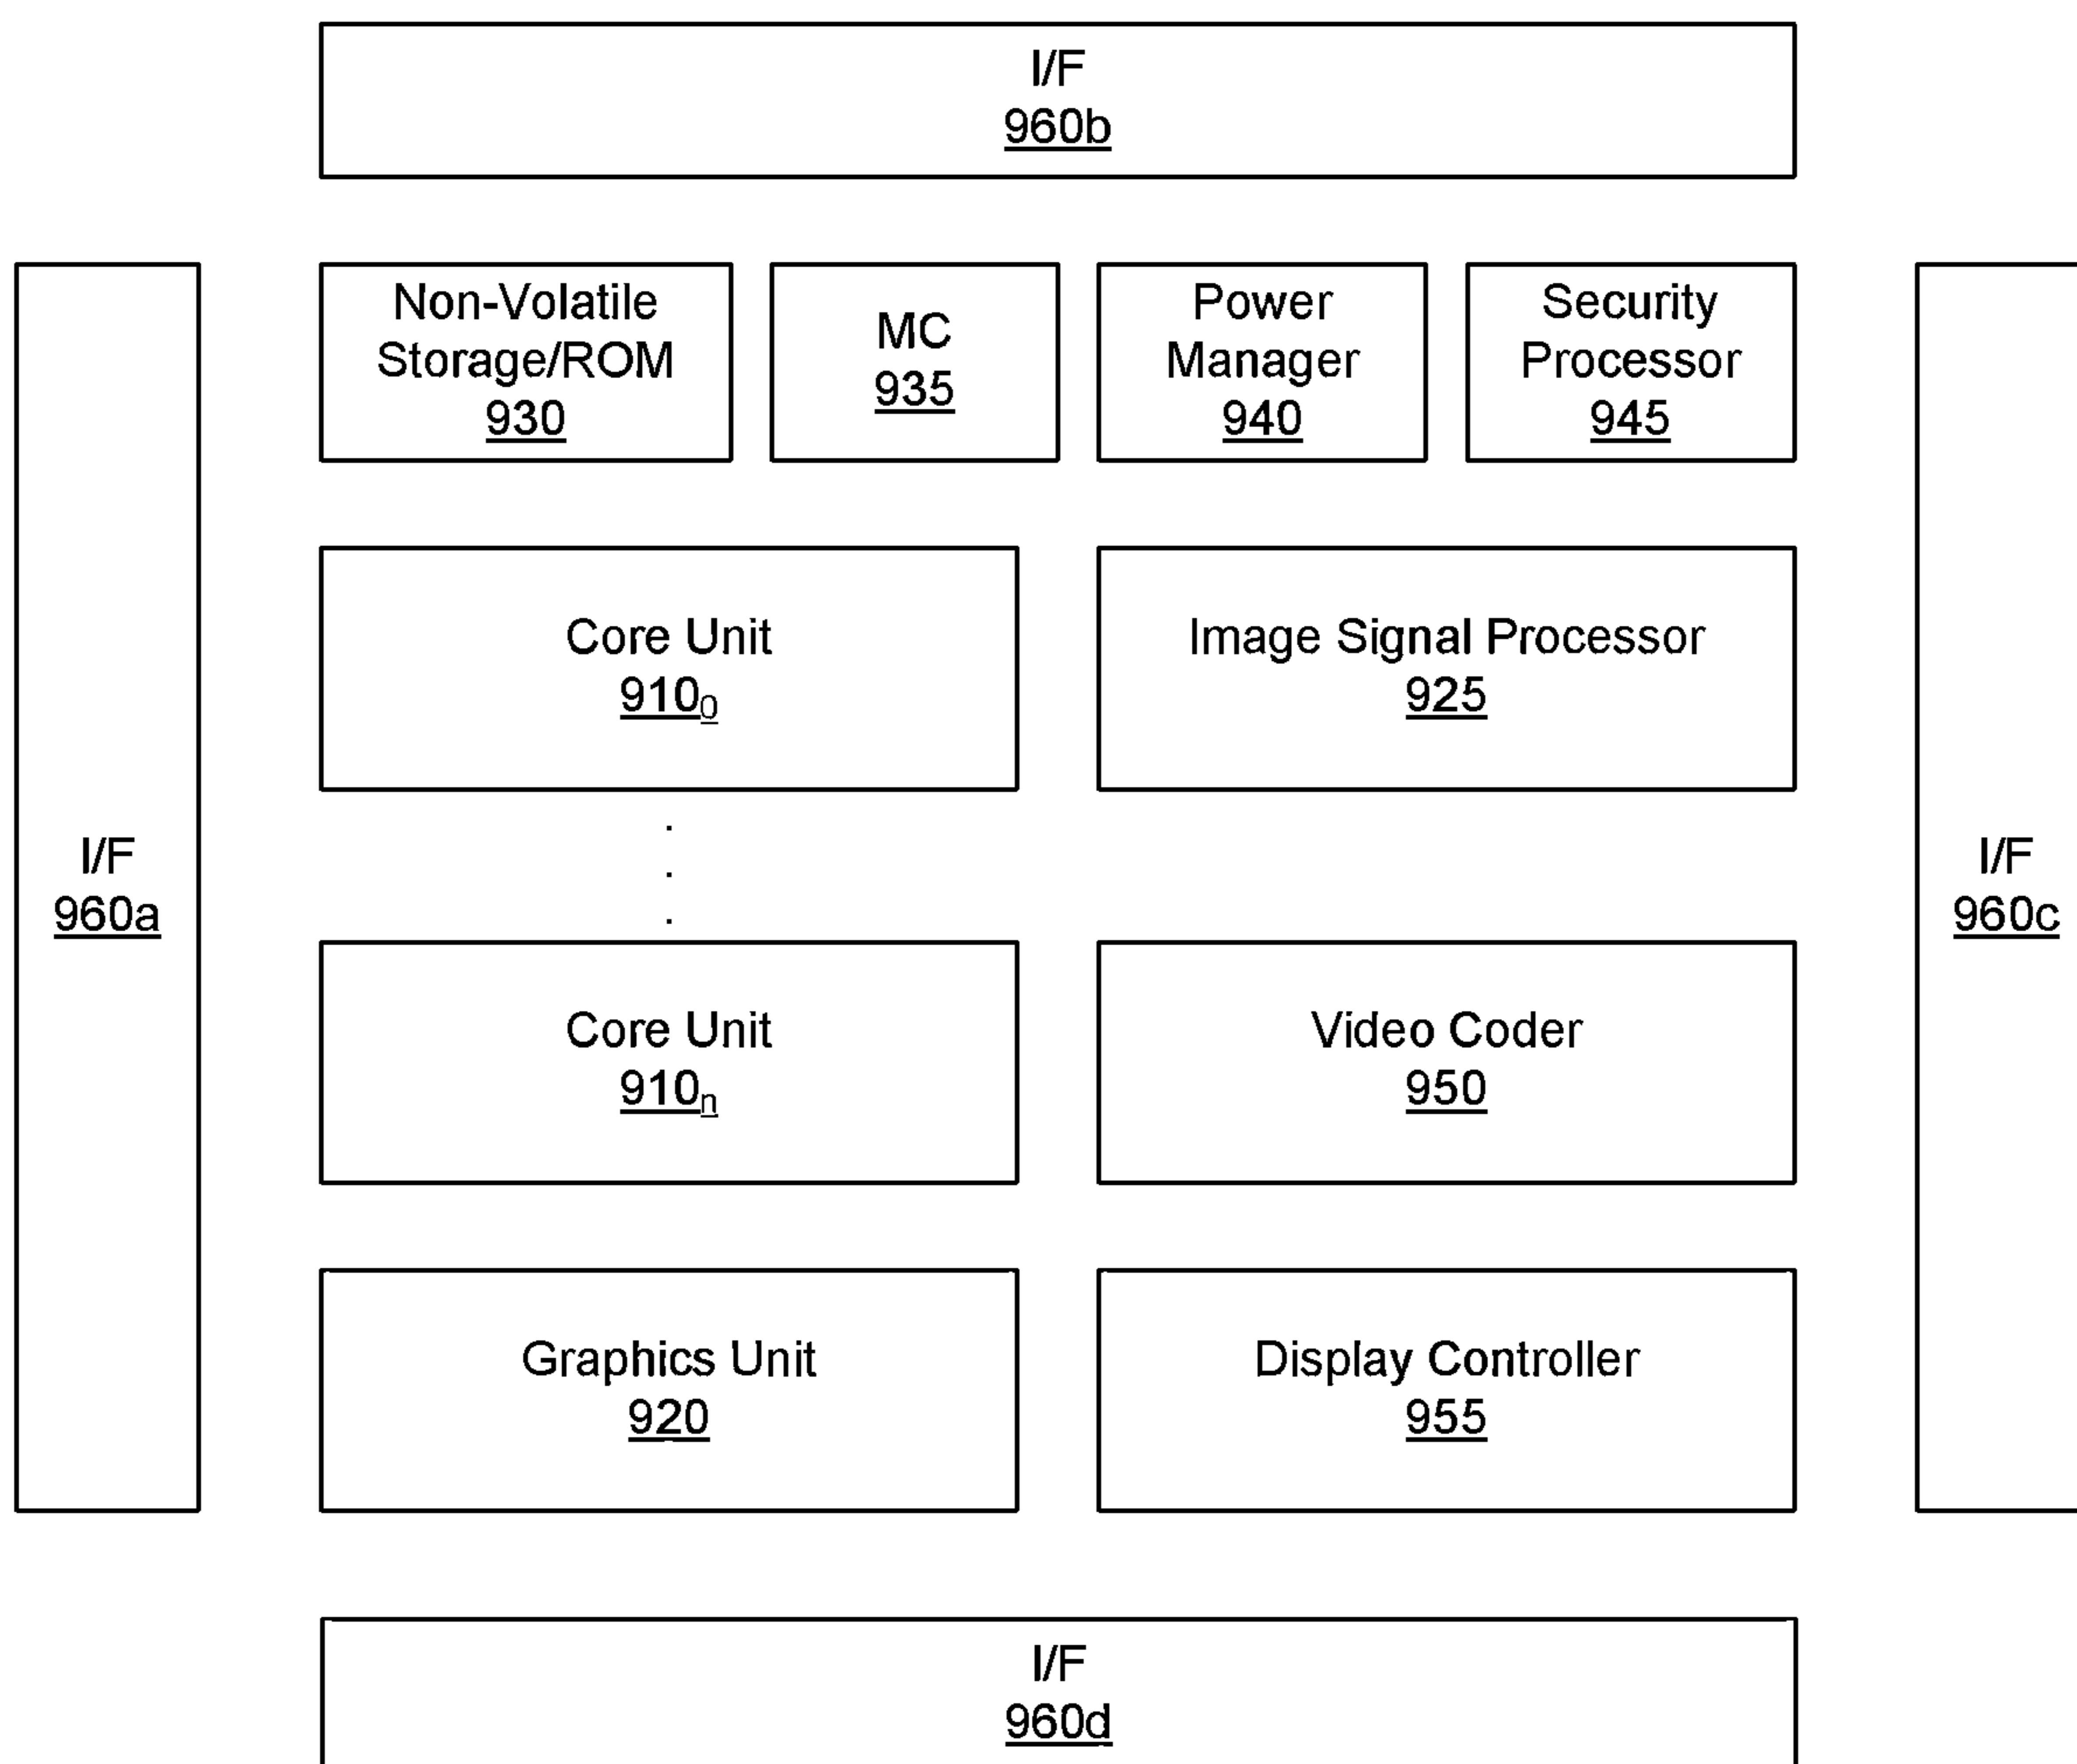 I/F
960b
Non-Volatile
Storage/ROM
930
MC
935
Power
Manager
940
Security
Processor
945
Core Unit
910₀
Image Signal Processor
925
I/F
960a
I/F
960c
Core Unit
910ₙ
Video Coder
950
Graphics Unit
920
Display Controller
955
I/F
960d